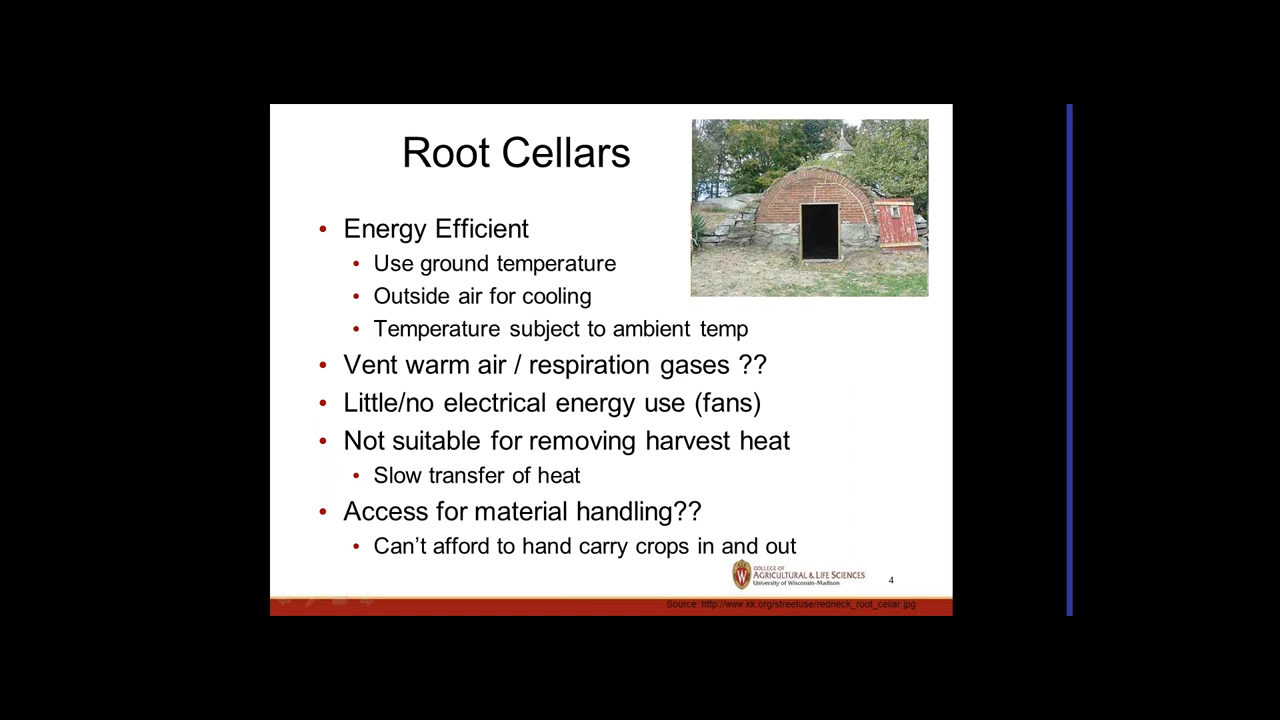 Root Cellars
• Energy Efficient
• Use ground temperature
• Outside air for cooling
• Temperature subject to ambient temp
• Vent warm air / respiration gases ??
• Little/no electrical energy use (fans)
• Not suitable for removing harvest heat
• Slow transfer of heat
• Access for material handling??
• Can’t afford to hand carry crops in and out
COLLEGE OF
AGRICULTURAL & LIFE SCIENCES
University of Wisconsin-Madison
4
Source: http://www.kk.org/streetuse/redneck_root_cellar.jpg